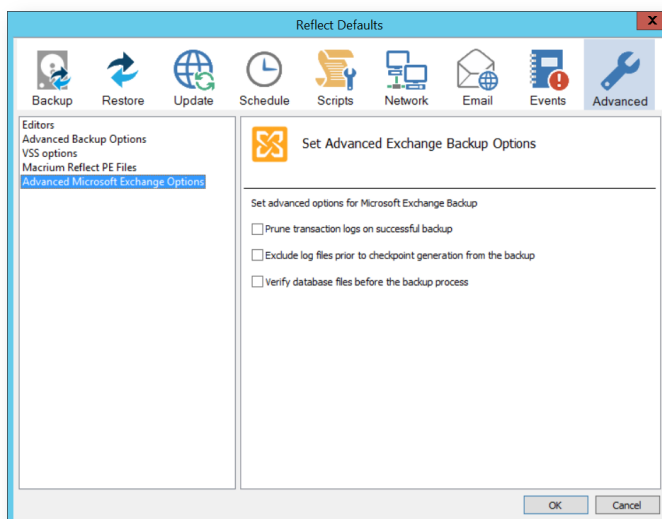 Reflect Defaults
X
Backup Restore Update Schedule Scripts Network Email Events Advanced
Editors
Advanced Backup Options
VSS options
Macrium Reflect PE Files
Advanced Microsoft Exchange Options
Set Advanced Exchange Backup Options
Set advanced options for Microsoft Exchange Backup
Prune transaction logs on successful backup
Exclude log files prior to checkpoint generation from the backup
Verify database files before the backup process
OK Cancel